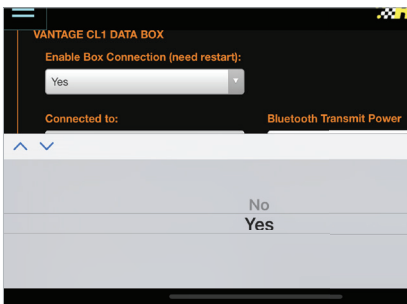 VANTAGE CL1 DATA BOX
Enable Box Connection (need restart):
Yes
Connected to:
Bluetooth Transmit Power
No
Yes